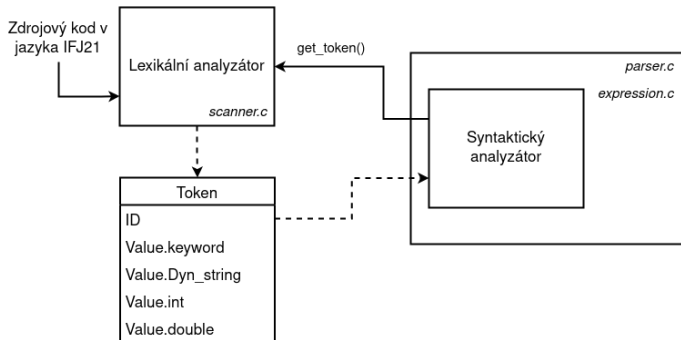 Zdrojový kod v
jazyka IFJ21
Lexikální analyzátor
scanner.c
get_token()
parser.c
expression.c
Syntaktický
analyzátor
Token
ID
Value.keyword
Value.Dyn_string
Value.int
Value.double